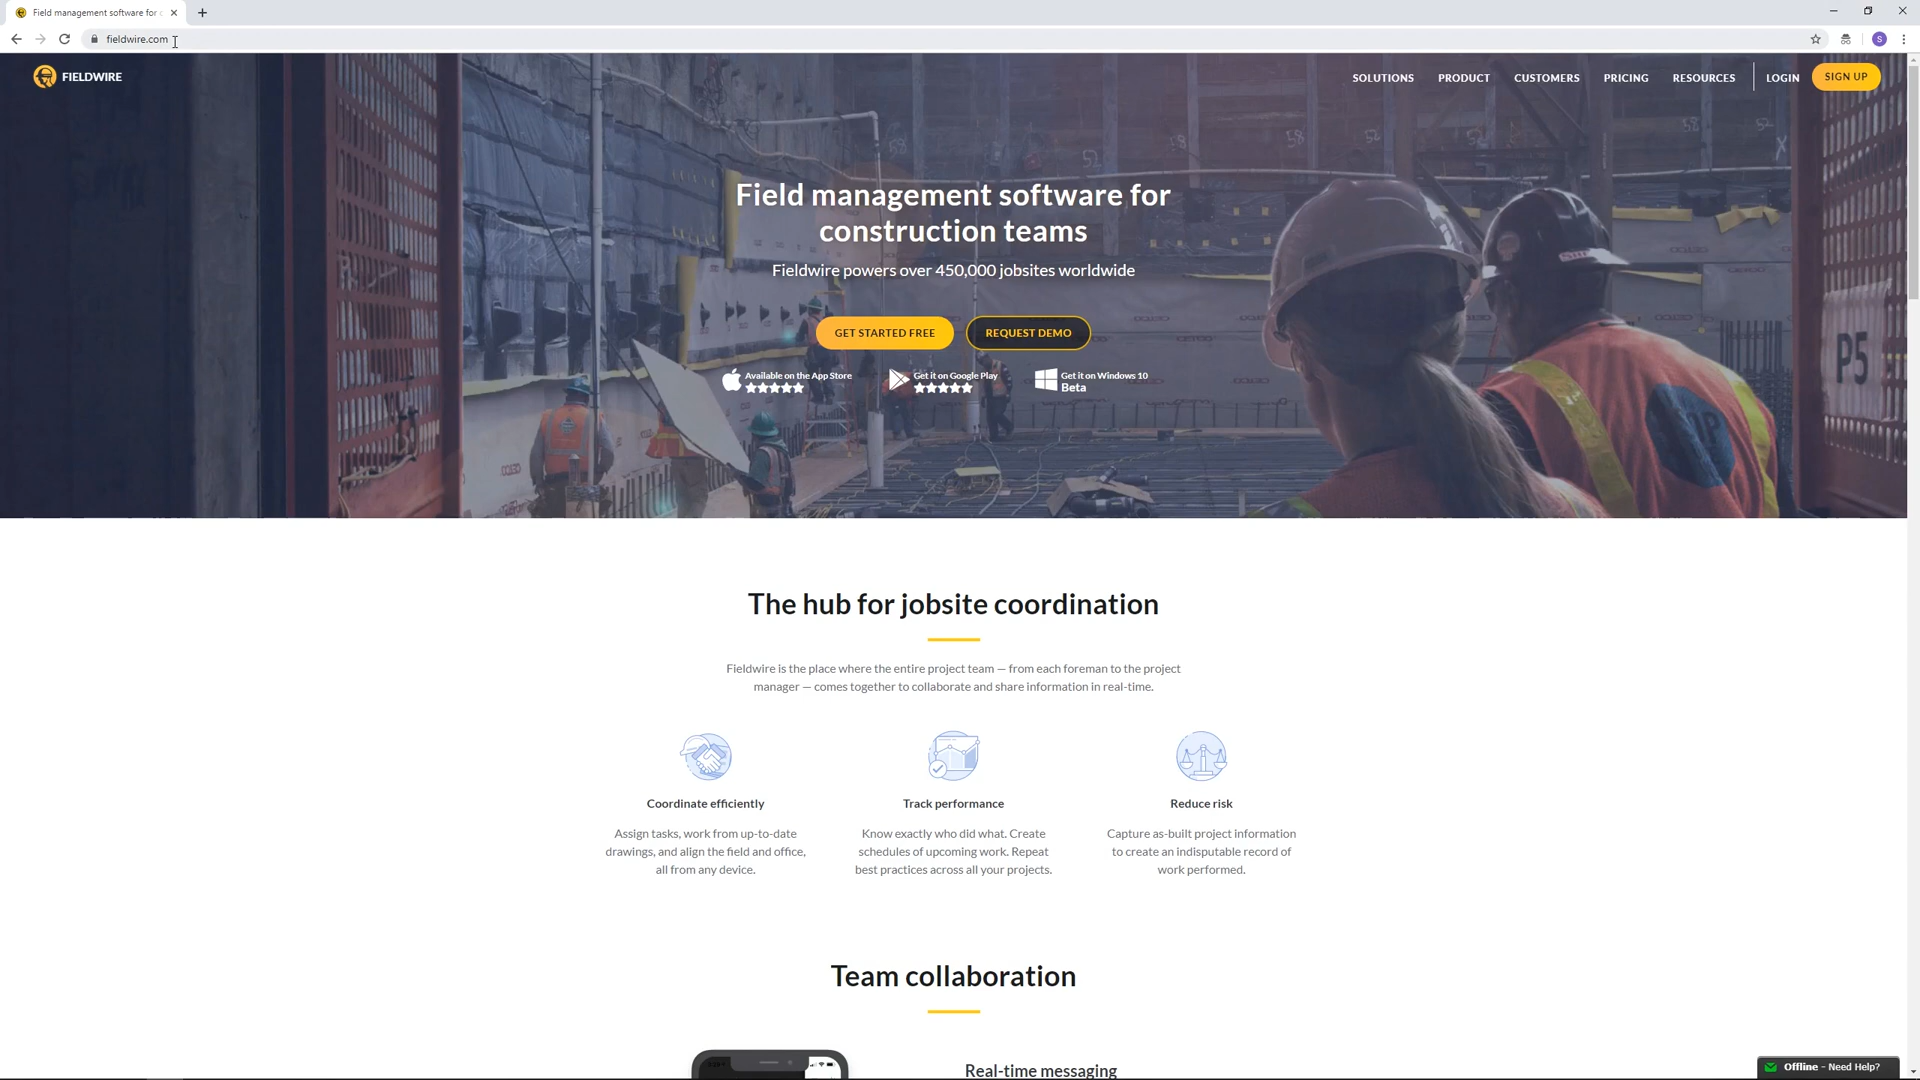 Field management software for c
fieldwire.com
S
FIELDWIRE
SOLUTIONS
PRODUCT
CUSTOMERS
PRICING
RESOURCES
LOGIN
SIGN UP
Field management software for
construction teams
Fieldwire powers over 450,000 jobsites worldwide
GET STARTED FREE
REQUEST DEMO
Available on the App Store
Get it on Google Play
Get it on Windows 10
Beta
P5
58
58
58
The hub for jobsite coordination
Fieldwire is the place where the entire project team — from each foreman to the project
manager — comes together to collaborate and share information in real-time.
Coordinate efficiently
Assign tasks, work from up-to-date
drawings, and align the field and office,
all from any device.
Track performance
Know exactly who did what. Create
schedules of upcoming work. Repeat
best practices across all your projects.
Reduce risk
Capture as-built project information
to create an indisputable record of
work performed.
Team collaboration
Real-time messaging
Offline - Need Help?